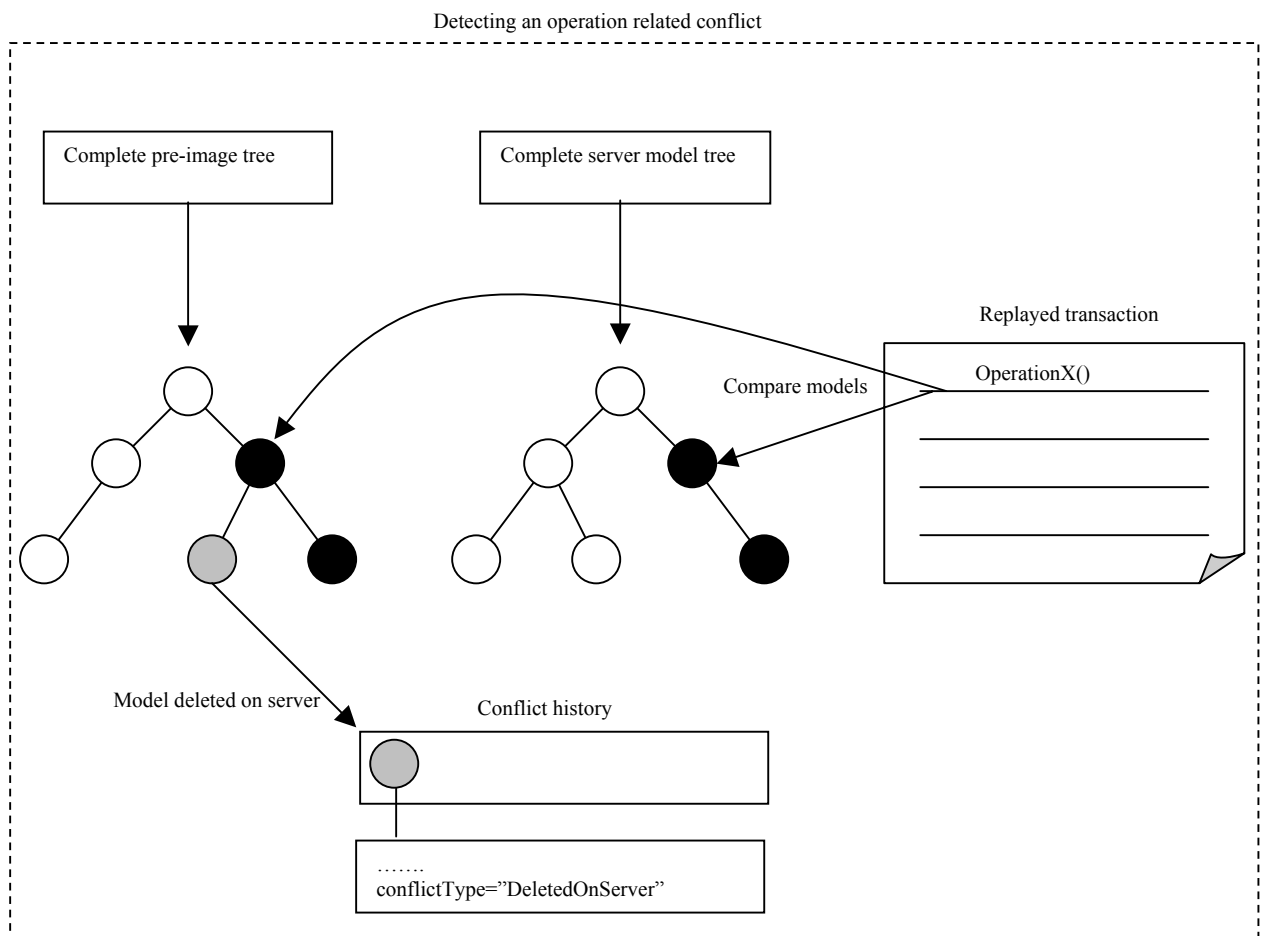 Detecting an operation related conflict
Complete pre-image tree
Complete server model tree
Replayed transaction
OperationX()
Compare models
Model deleted on server
Conflict history
…….
conflictType=”DeletedOnServer”